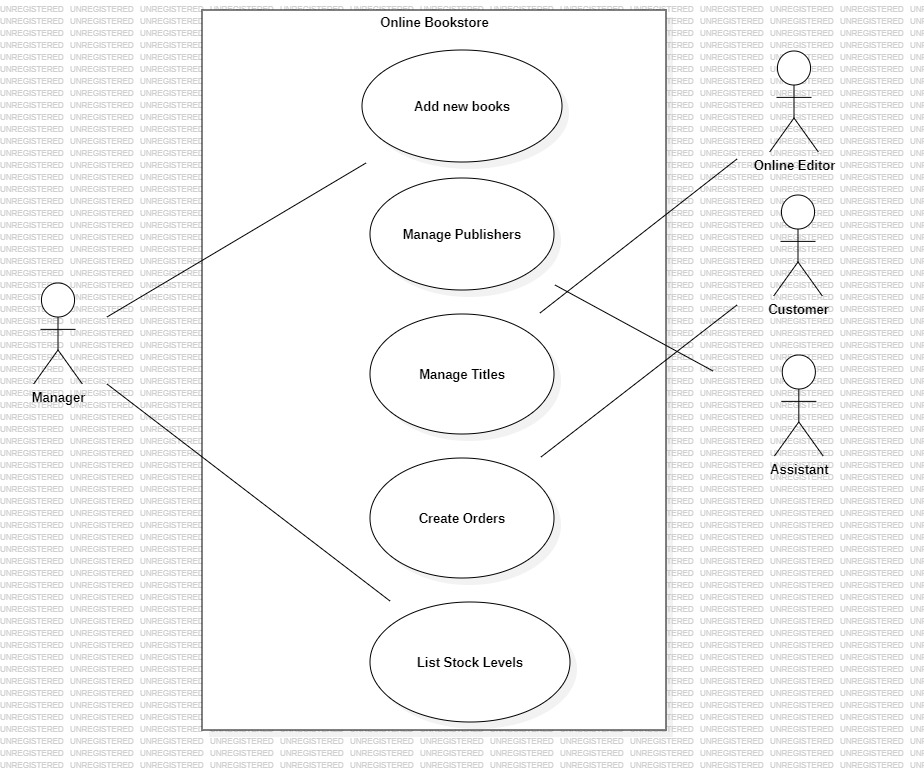 Online Bookstore
Add new books
Online Editor
Manage Publishers
Customer
Manage Titles
Manager
Assistant
Create Orders
List Stock Levels
UNREGISTERED